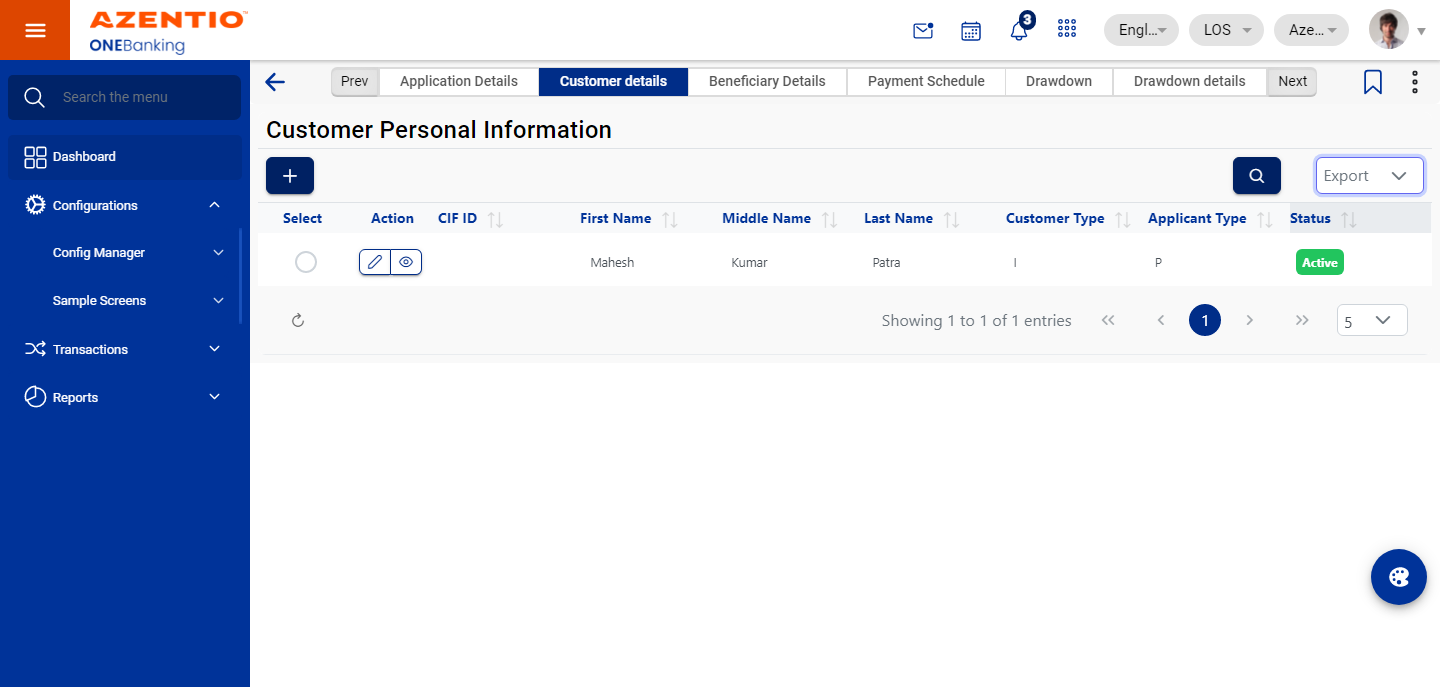 AZENTIO™
ONEBanking
3
Engl...
LOS
Aze...
Search the menu
Dashboard
Configurations
Config Manager
Sample Screens
Transactions
Reports
Prev
Application Details
Customer details
Beneficiary Details
Payment Schedule
Drawdown
Drawdown details
Next
Customer Personal Information
Export
Select Action CIF ID First Name Middle Name Last Name Customer Type Applicant Type Status
Mahesh Kumar Patra I P Active
Showing 1 to 1 of 1 entries
1
5